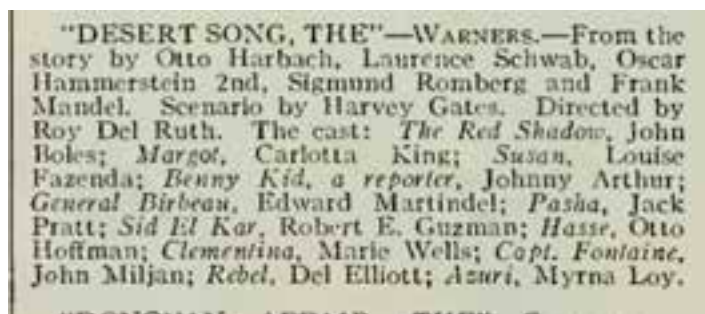 "DESERT SONG, THE"—WARNERS.—From the
story by Otto Harbach, Laurence Schwab, Oscar
Hammerstein 2nd, Sigmund Romberg and Frank
Mandel. Scenario by Harvey Gates. Directed by
Roy Del Ruth. The cast: The Red Shadow, John
Boles; Margot, Carlotta King; Susan, Louise
Fazenda; Benny Kid, a reporter, Johnny Arthur;
General Birbeau, Edward Martindel; Pasha, Jack
Pratt; Sid El Kar, Robert E. Guzman; Hasse, Otto
Hoffman; Clementina, Marie Wells; Capt. Fontaine,
John Miljan; Rebel, Del Elliott; Azuri, Myrna Loy.